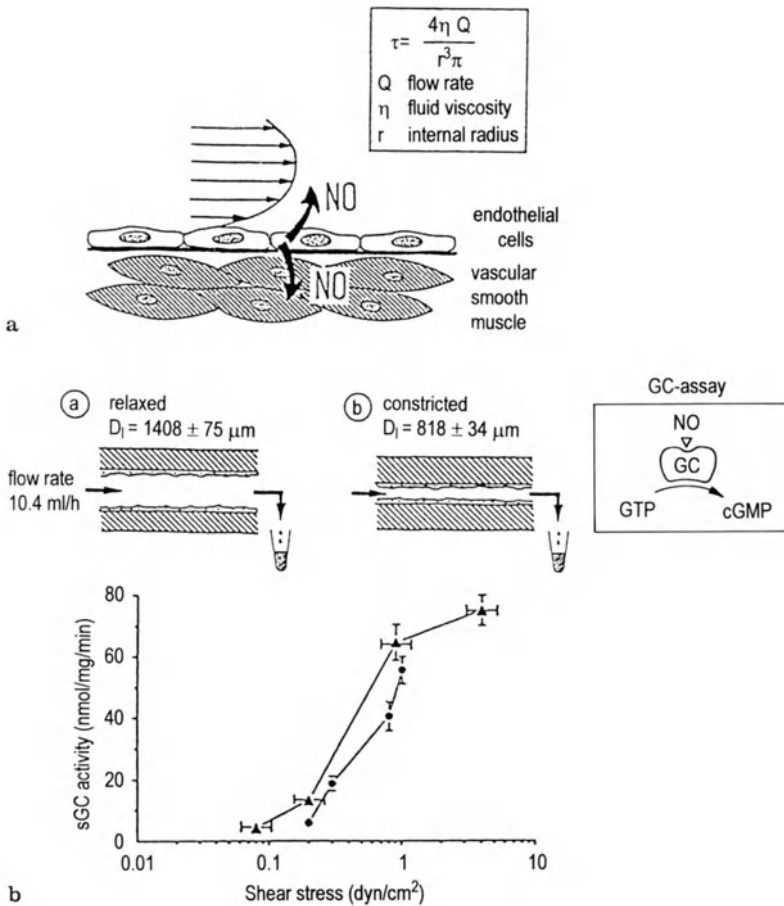 τ = 4η Q / r³π
Q flow rate
η fluid viscosity
r internal radius
NO
NO
endothelial
cells
vascular
smooth
muscle
a
ⓐ relaxed
D_I = 1408 ± 75 μm
flow rate
10.4 ml/h
ⓑ constricted
D_I = 818 ± 34 μm
GC-assay
NO
GC
GTP cGMP
sGC activity (nmol/mg/min)
80
60
40
20
0
0.01 0.1 1 10
Shear stress (dyn/cm²)
b